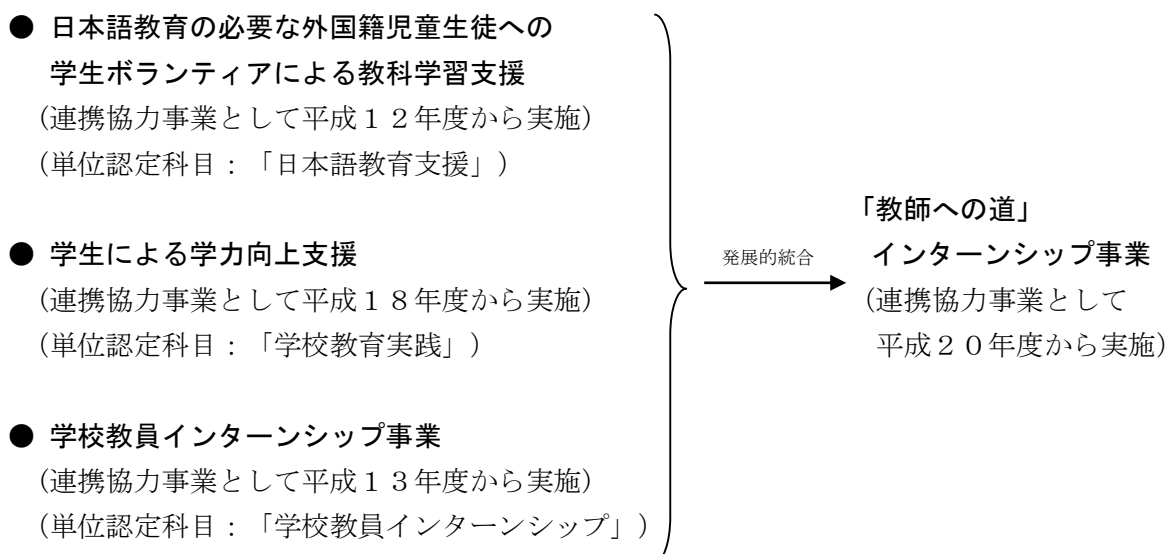 ● 日本語教育の必要な外国籍児童生徒への
学生ボランティアによる教科学習支援
（連携協力事業として平成１２年度から実施）
（単位認定科目：「日本語教育支援」）
● 学生による学力向上支援
（連携協力事業として平成１８年度から実施）
（単位認定科目：「学校教育実践」）
● 学校教員インターンシップ事業
（連携協力事業として平成１３年度から実施）
（単位認定科目：「学校教員インターンシップ」）
発展的統合
「教師への道」
インターンシップ事業
（連携協力事業として
平成２０年度から実施）